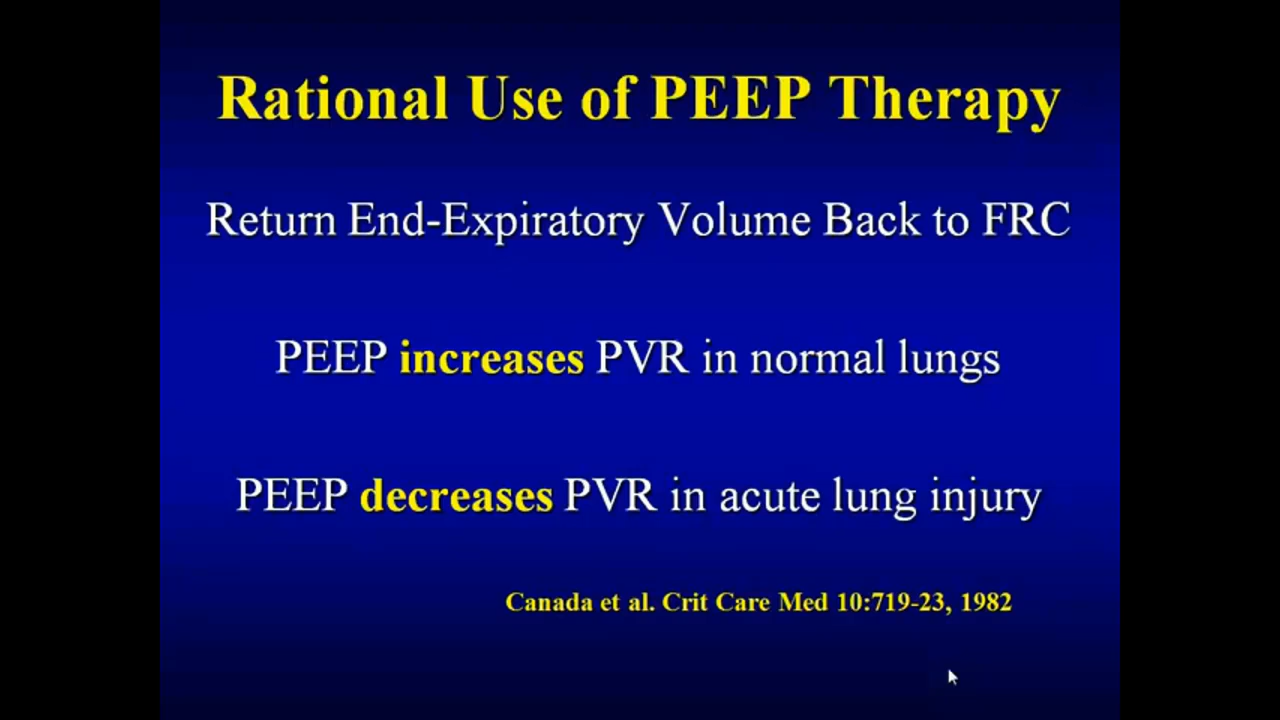 Rational Use of PEEP Therapy
Return End-Expiratory Volume Back to FRC
PEEP increases PVR in normal lungs
PEEP decreases PVR in acute lung injury
Canada et al. Crit Care Med 10:719-23, 1982